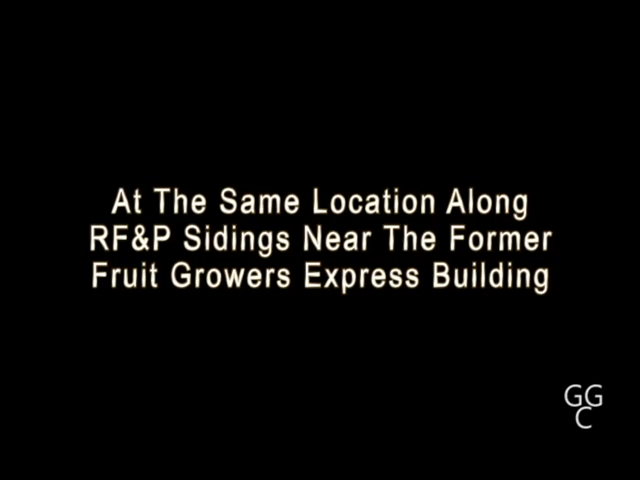 At The Same Location Along
RF&P Sidings Near The Former
Fruit Growers Express Building
GG
C